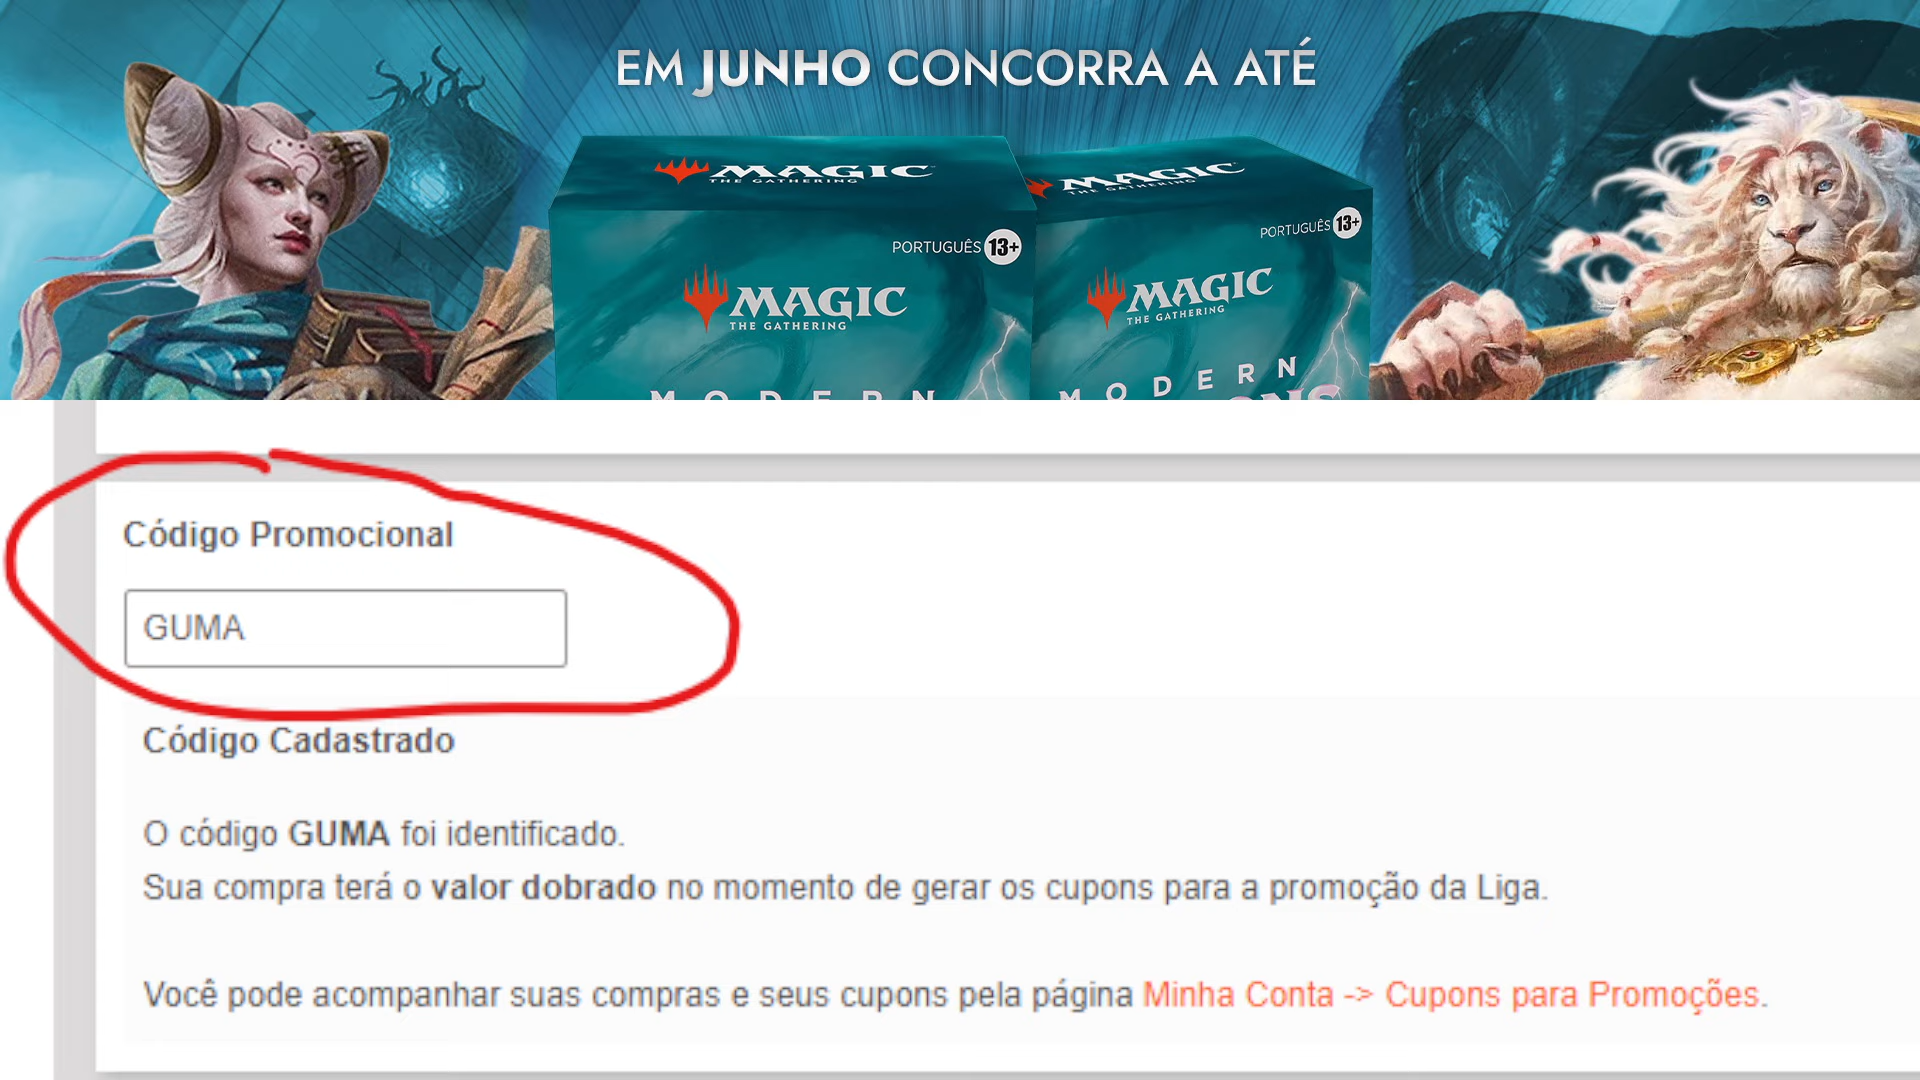 EM JUNHO CONCORRA A ATÉ
MAGIC
THE GATHERING
MAGIC
THE GATHERING
PORTUGUÊS 13+
PORTUGUÊS 13+
MAGIC
THE GATHERING
MAGIC
THE GATHERING
MODERN
MODERN
Código Promocional
GUMA
Código Cadastrado
O código GUMA foi identificado.
Sua compra terá o valor dobrado no momento de gerar os cupons para a promoção da Liga.
Você pode acompanhar suas compras e seus cupons pela página Minha Conta -> Cupons para Promoções.